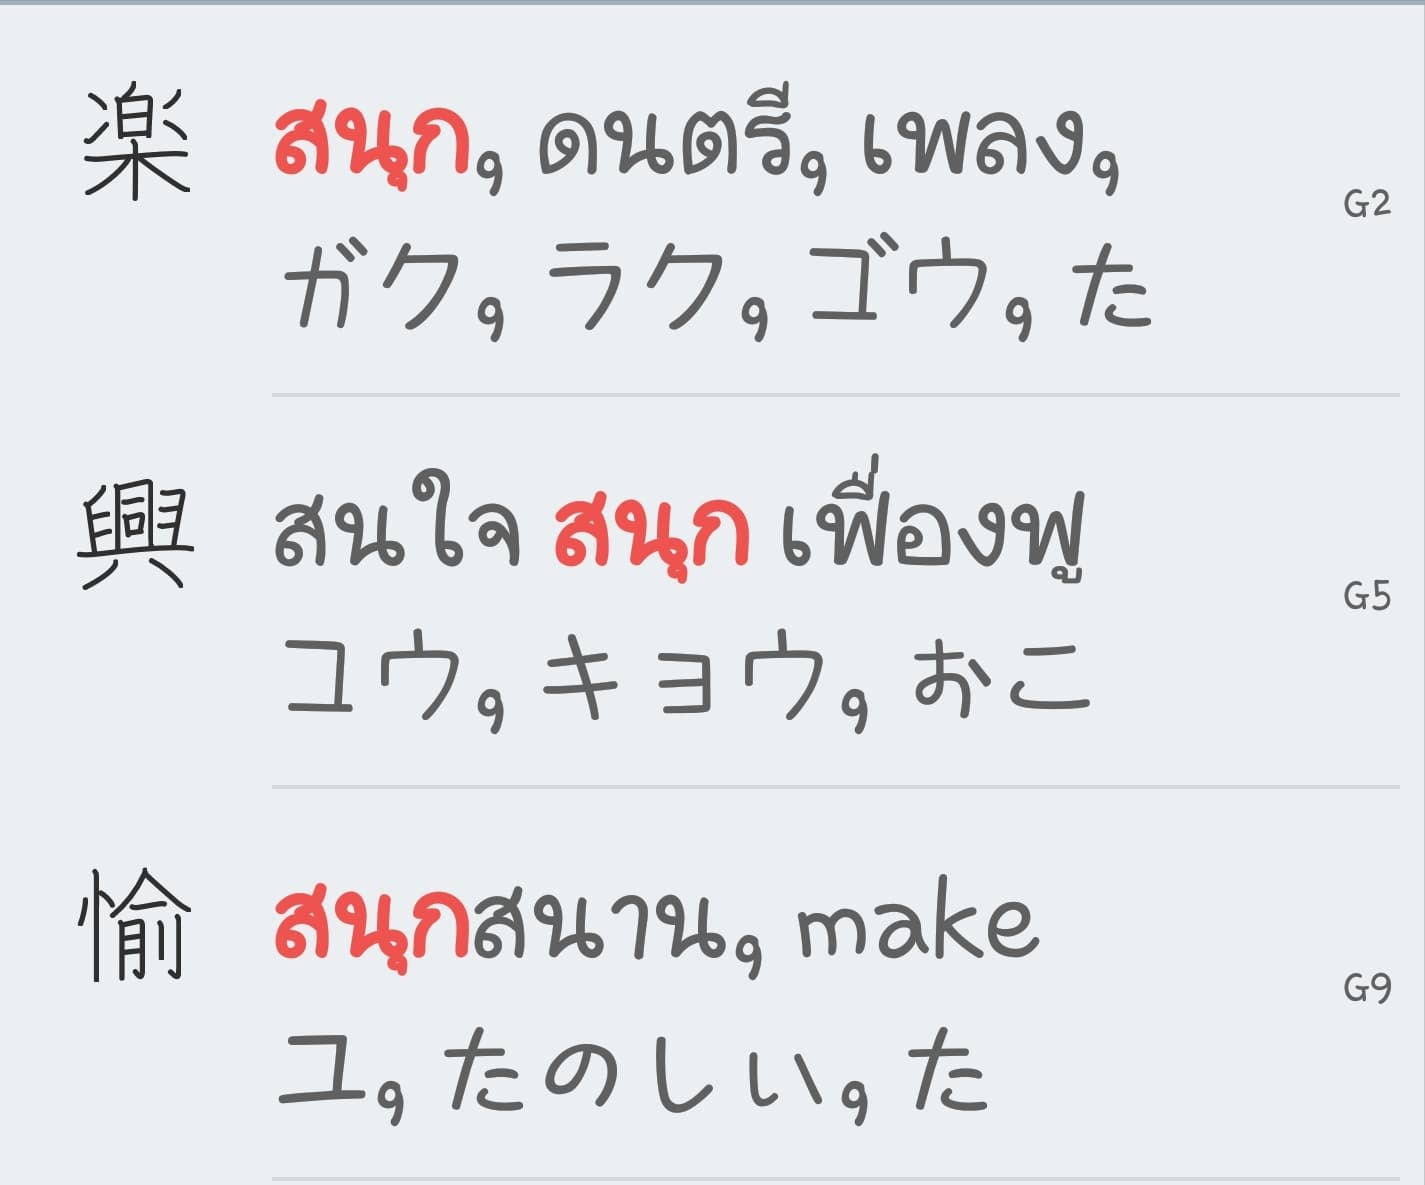 楽
สนุก, ดนตรี, เพลง,
ガク, ラク, ゴウ, た
G2
興
สนใจ สนุก เฟื่องฟู
コウ, キョウ, おこ
G5
愉
สนุกสนาน, make
ユ, たのしい, た
G9